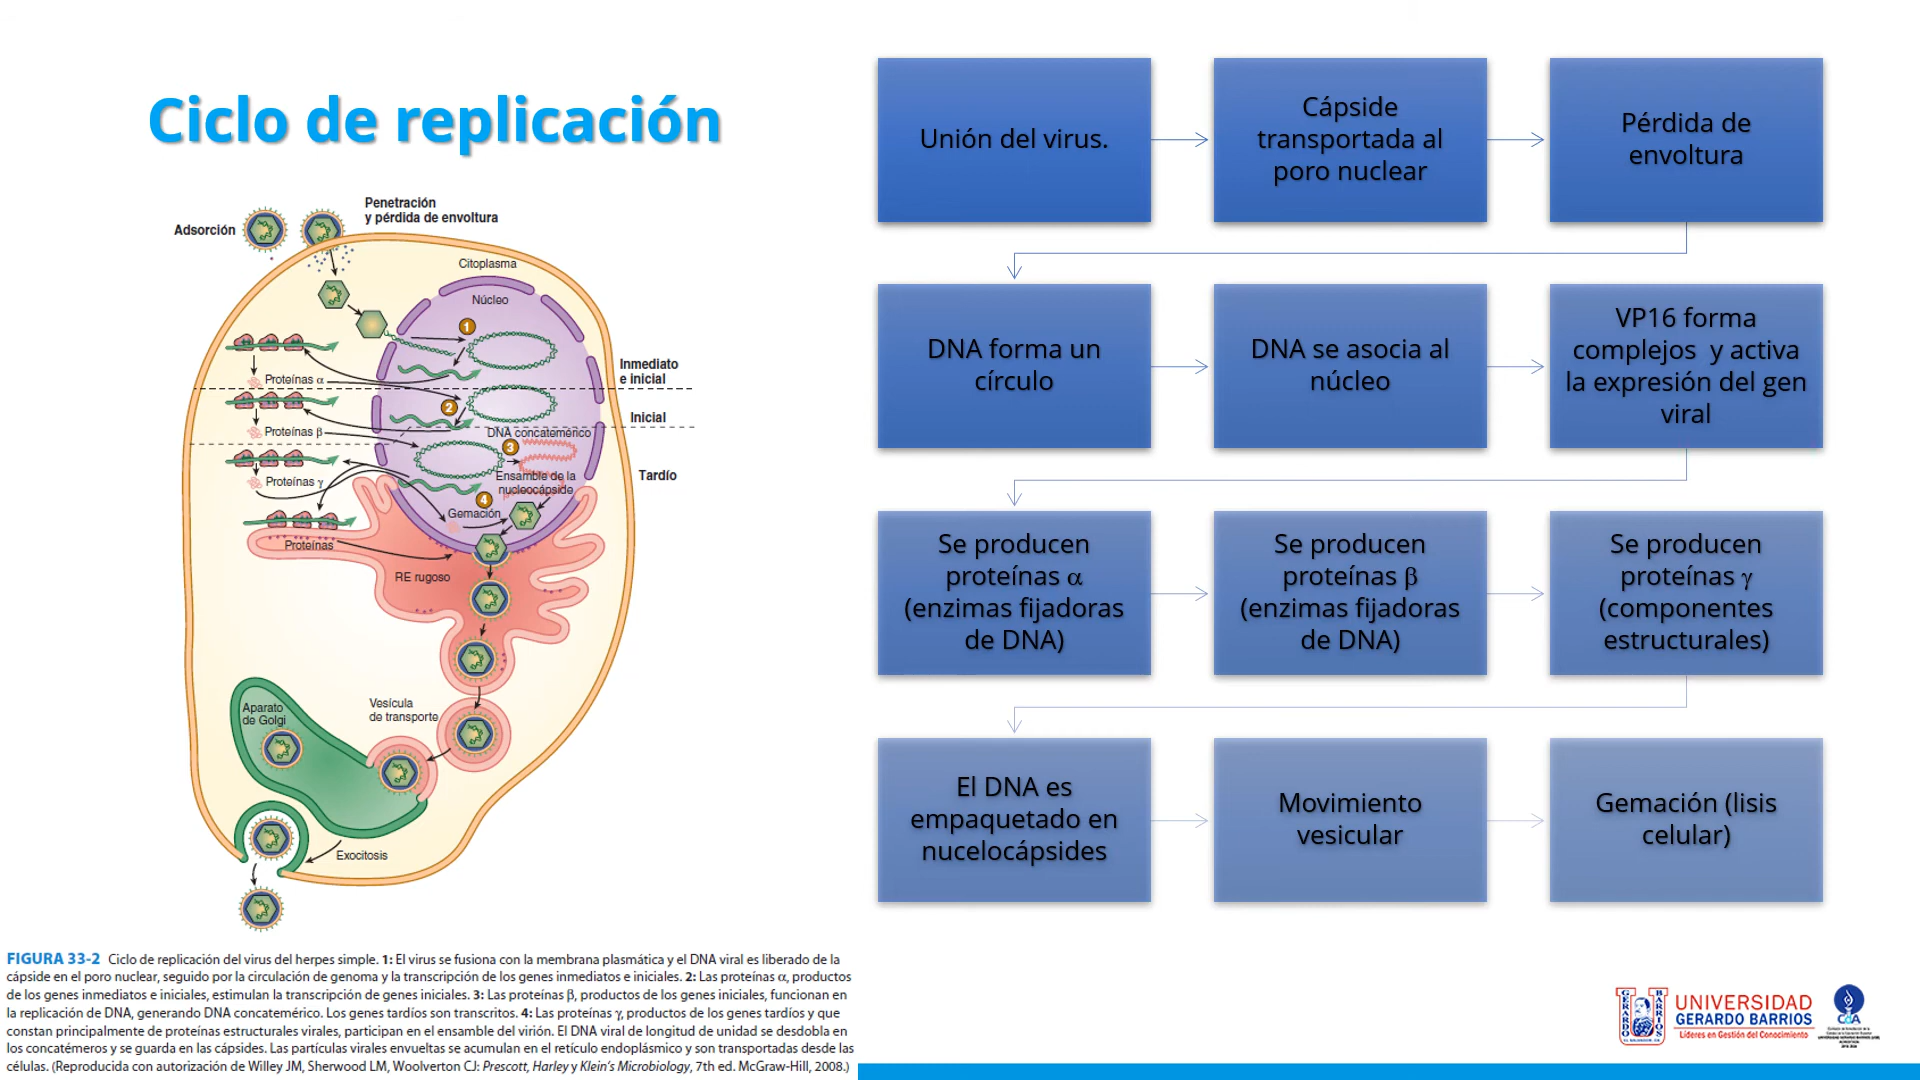 Ciclo de replicación
Adsorción
Penetración
y pérdida de envoltura
Citoplasma
Núcleo
1
Inmediato
e inicial
Proteínas α
2
Inicial
Proteínas β
DNA concatemérico
3
Tardío
Ensamble de la
nucleocápside
Proteínas γ
4
Gemación
Proteínas
RE rugoso
Vesícula
de transporte
Aparato
de Golgi
Exocitosis
FIGURA 33-2 Ciclo de replicación del virus del herpes simple. 1: El virus se fusiona con la membrana plasmática y el DNA viral es liberado de la
cápside en el poro nuclear, seguido por la circulación de genoma y la transcripción de los genes inmediatos e iniciales. 2: Las proteínas α, productos
de los genes inmediatos e iniciales, estimulan la transcripción de genes iniciales. 3: Las proteínas β, productos de los genes iniciales, funcionan en
la replicación de DNA, generando DNA concatemérico. Los genes tardíos son transcritos. 4: Las proteínas γ, productos de los genes tardíos y que
constan principalmente de proteínas estructurales virales, participan en el ensamble del virión. El DNA viral de longitud de unidad se desdobla en
los concatémeros y se guarda en las cápsides. Las partículas virales envueltas se acumulan en el retículo endoplásmico y son transportadas desde las
células. (Reproducida con autorización de Willey JM, Sherwood LM, Woolverton CJ: Prescott, Harley y Klein's Microbiology, 7th ed. McGraw-Hill, 2008.)
Unión del virus.
Cápside
transportada al
poro nuclear
Pérdida de
envoltura
DNA forma un
círculo
DNA se asocia al
núcleo
VP16 forma
complejos y activa
la expresión del gen
viral
Se producen
proteínas α
(enzimas fijadoras
de DNA)
Se producen
proteínas β
(enzimas fijadoras
de DNA)
Se producen
proteínas γ
(componentes
estructurales)
El DNA es
empaquetado en
nucelocápsides
Movimiento
vesicular
Gemación (lisis
celular)
GERARDO
BARRIOS
UNIVERSIDAD
GERARDO BARRIOS
Líderes en Gestión del Conocimiento
CdA